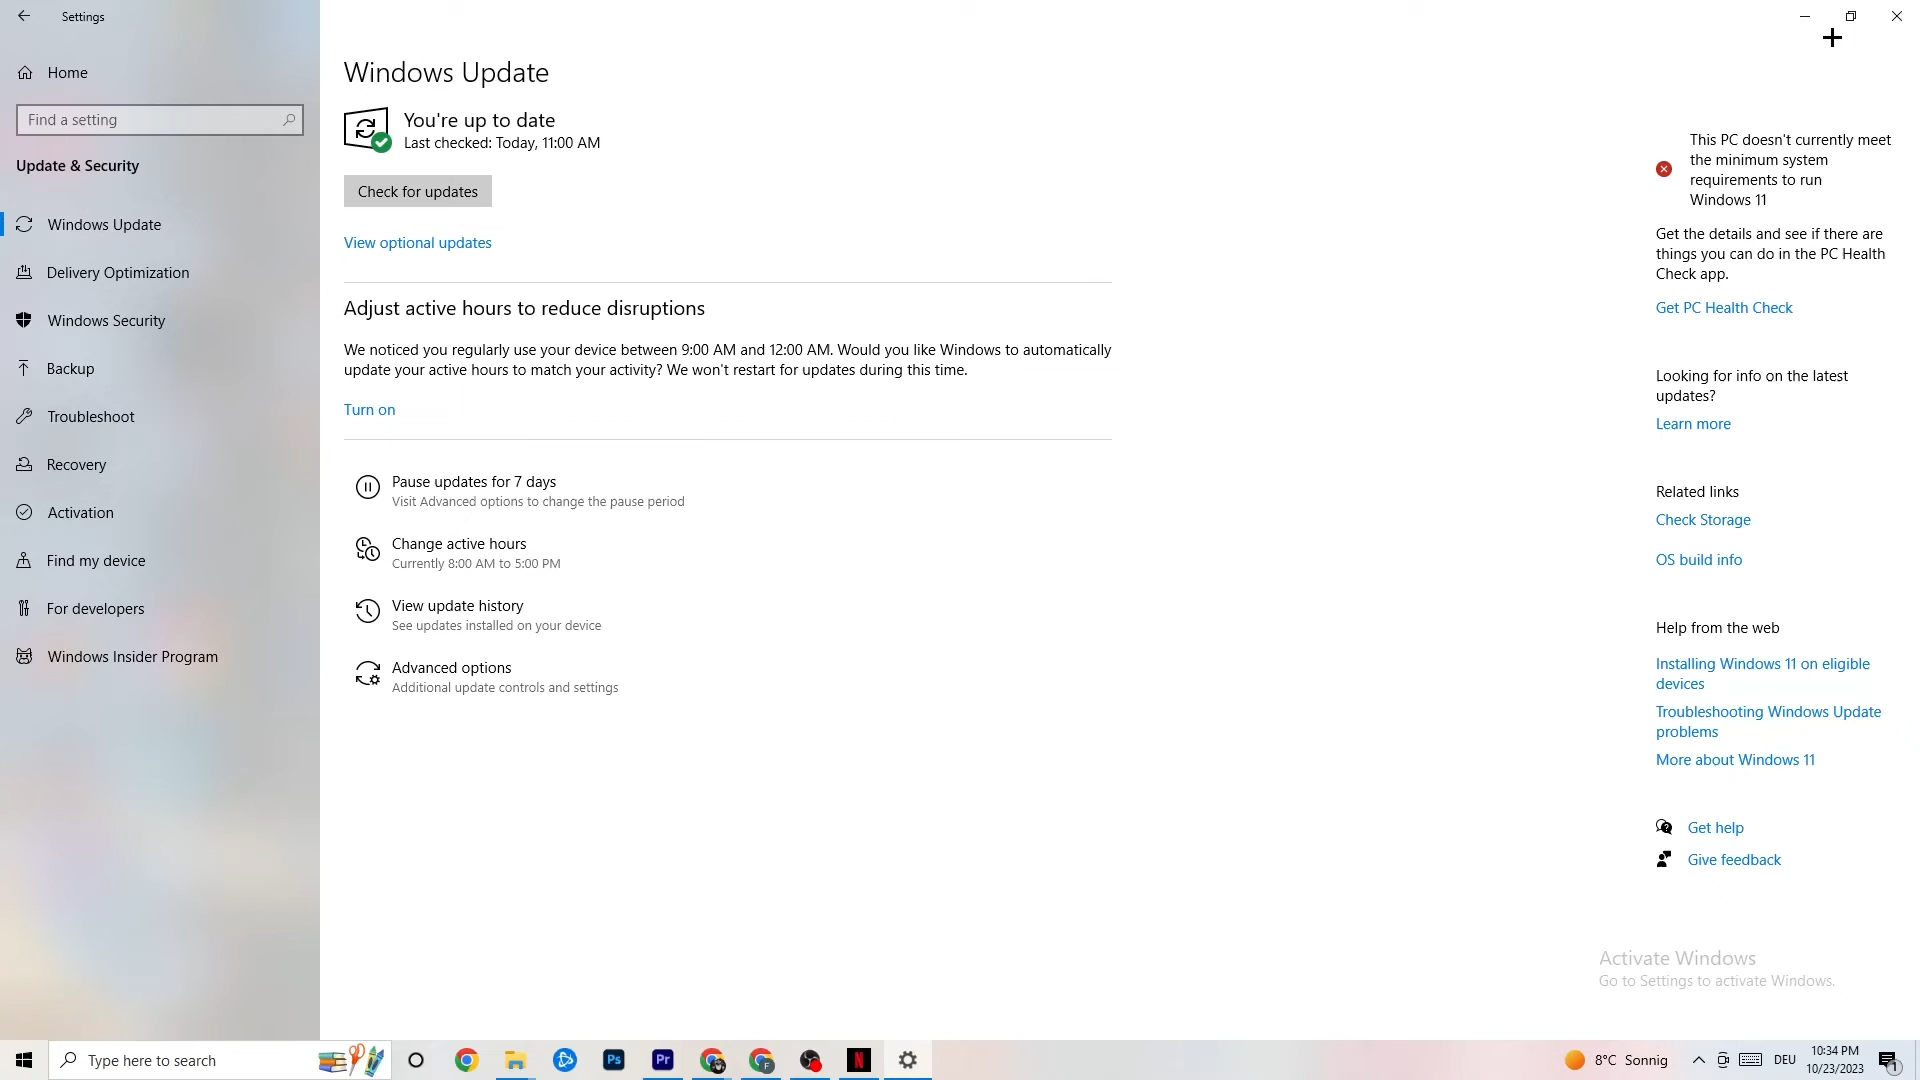 Settings
Home
Find a setting
Update & Security
Windows Update
Delivery Optimization
Windows Security
Backup
Troubleshoot
Recovery
Activation
Find my device
For developers
Windows Insider Program
Windows Update
You're up to date
Last checked: Today, 11:00 AM
Check for updates
View optional updates
Adjust active hours to reduce disruptions
We noticed you regularly use your device between 9:00 AM and 12:00 AM. Would you like Windows to automatically
update your active hours to match your activity? We won't restart for updates during this time.
Turn on
Pause updates for 7 days
Visit Advanced options to change the pause period
Change active hours
Currently 8:00 AM to 5:00 PM
View update history
See updates installed on your device
Advanced options
Additional update controls and settings
This PC doesn't currently meet
the minimum system
requirements to run
Windows 11
Get the details and see if there are
things you can do in the PC Health
Check app.
Get PC Health Check
Looking for info on the latest
updates?
Learn more
Related links
Check Storage
OS build info
Help from the web
Installing Windows 11 on eligible
devices
Troubleshooting Windows Update
problems
More about Windows 11
Get help
Give feedback
Activate Windows
Go to Settings to activate Windows.
Type here to search
Ps
Pr
F
N
8°C Sonnig
DEU
10:34 PM
10/23/2023
1